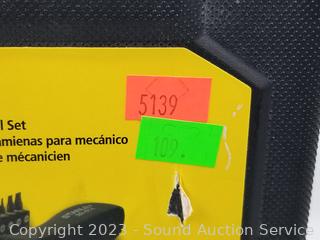 5139
109.
l Set
amienas para mecánico
e mécanicien
Copyright 2023 - Sound Auction Service